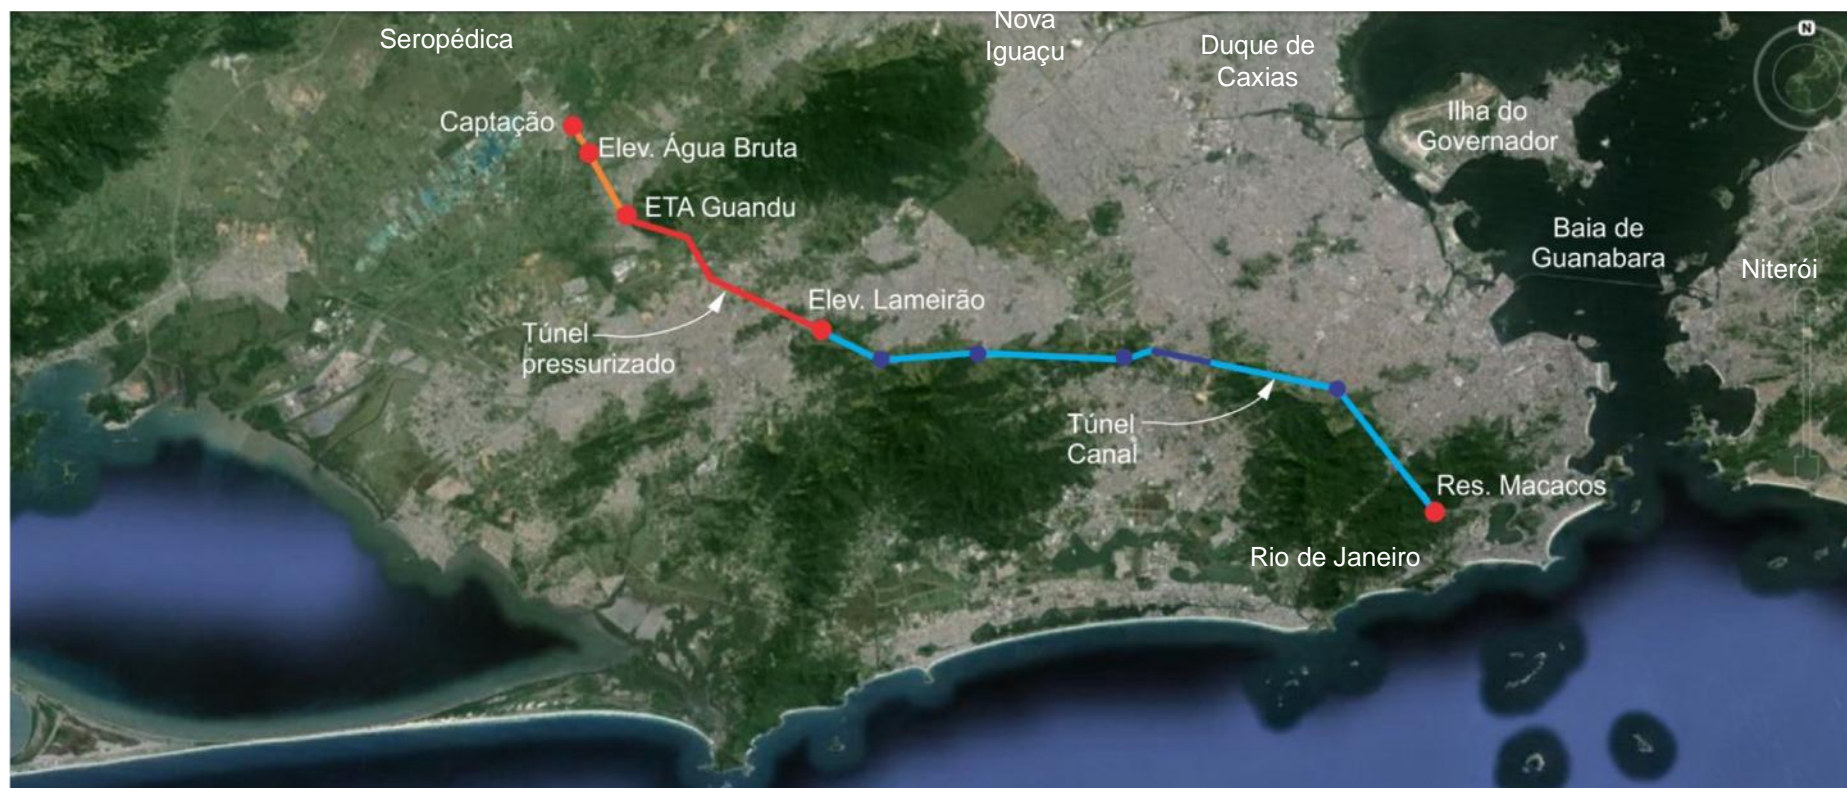 Nova
Iguaçu
Seropédica
Duque de
Caxias
N
Captação
Elev. Água Bruta
Ilha do
Governador
ETA Guandu
Baia de
Guanabara
Niterói
Elev. Lameirão
Túnel
pressurizado
Túnel
Canal
Res. Macacos
Rio de Janeiro